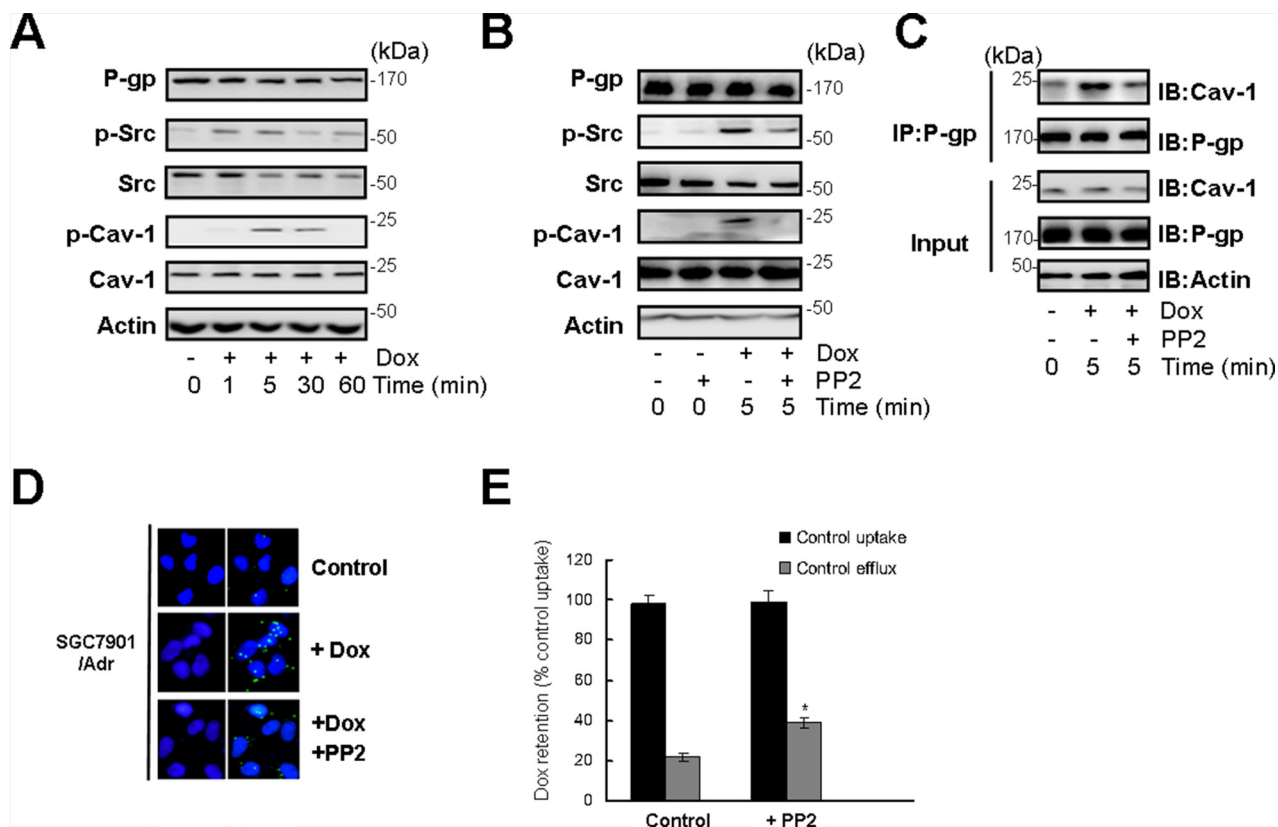 A
(kDa)
P-gp
-170
p-Src
-50
Src
-50
p-Cav-1
-25
Cav-1
-25
Actin
-50
- + + + + Dox
0 1 5 30 60 Time (min)
B
(kDa)
P-gp
-170
p-Src
-50
Src
-50
p-Cav-1
-25
Cav-1
-25
Actin
-50
- - + + Dox
- + - + PP2
0 0 5 5 Time (min)
C
(kDa)
IP:P-gp
25-
IB:Cav-1
170-
IB:P-gp
Input
25-
IB:Cav-1
170-
IB:P-gp
50-
IB:Actin
- + + Dox
- - + PP2
0 5 5 Time (min)
D
SGC7901
/Adr
Control
+ Dox
+Dox
+PP2
E
Control uptake
Control efflux
Dox retention (% control uptake)
120
100
80
60
40
20
0
*
Control
+ PP2